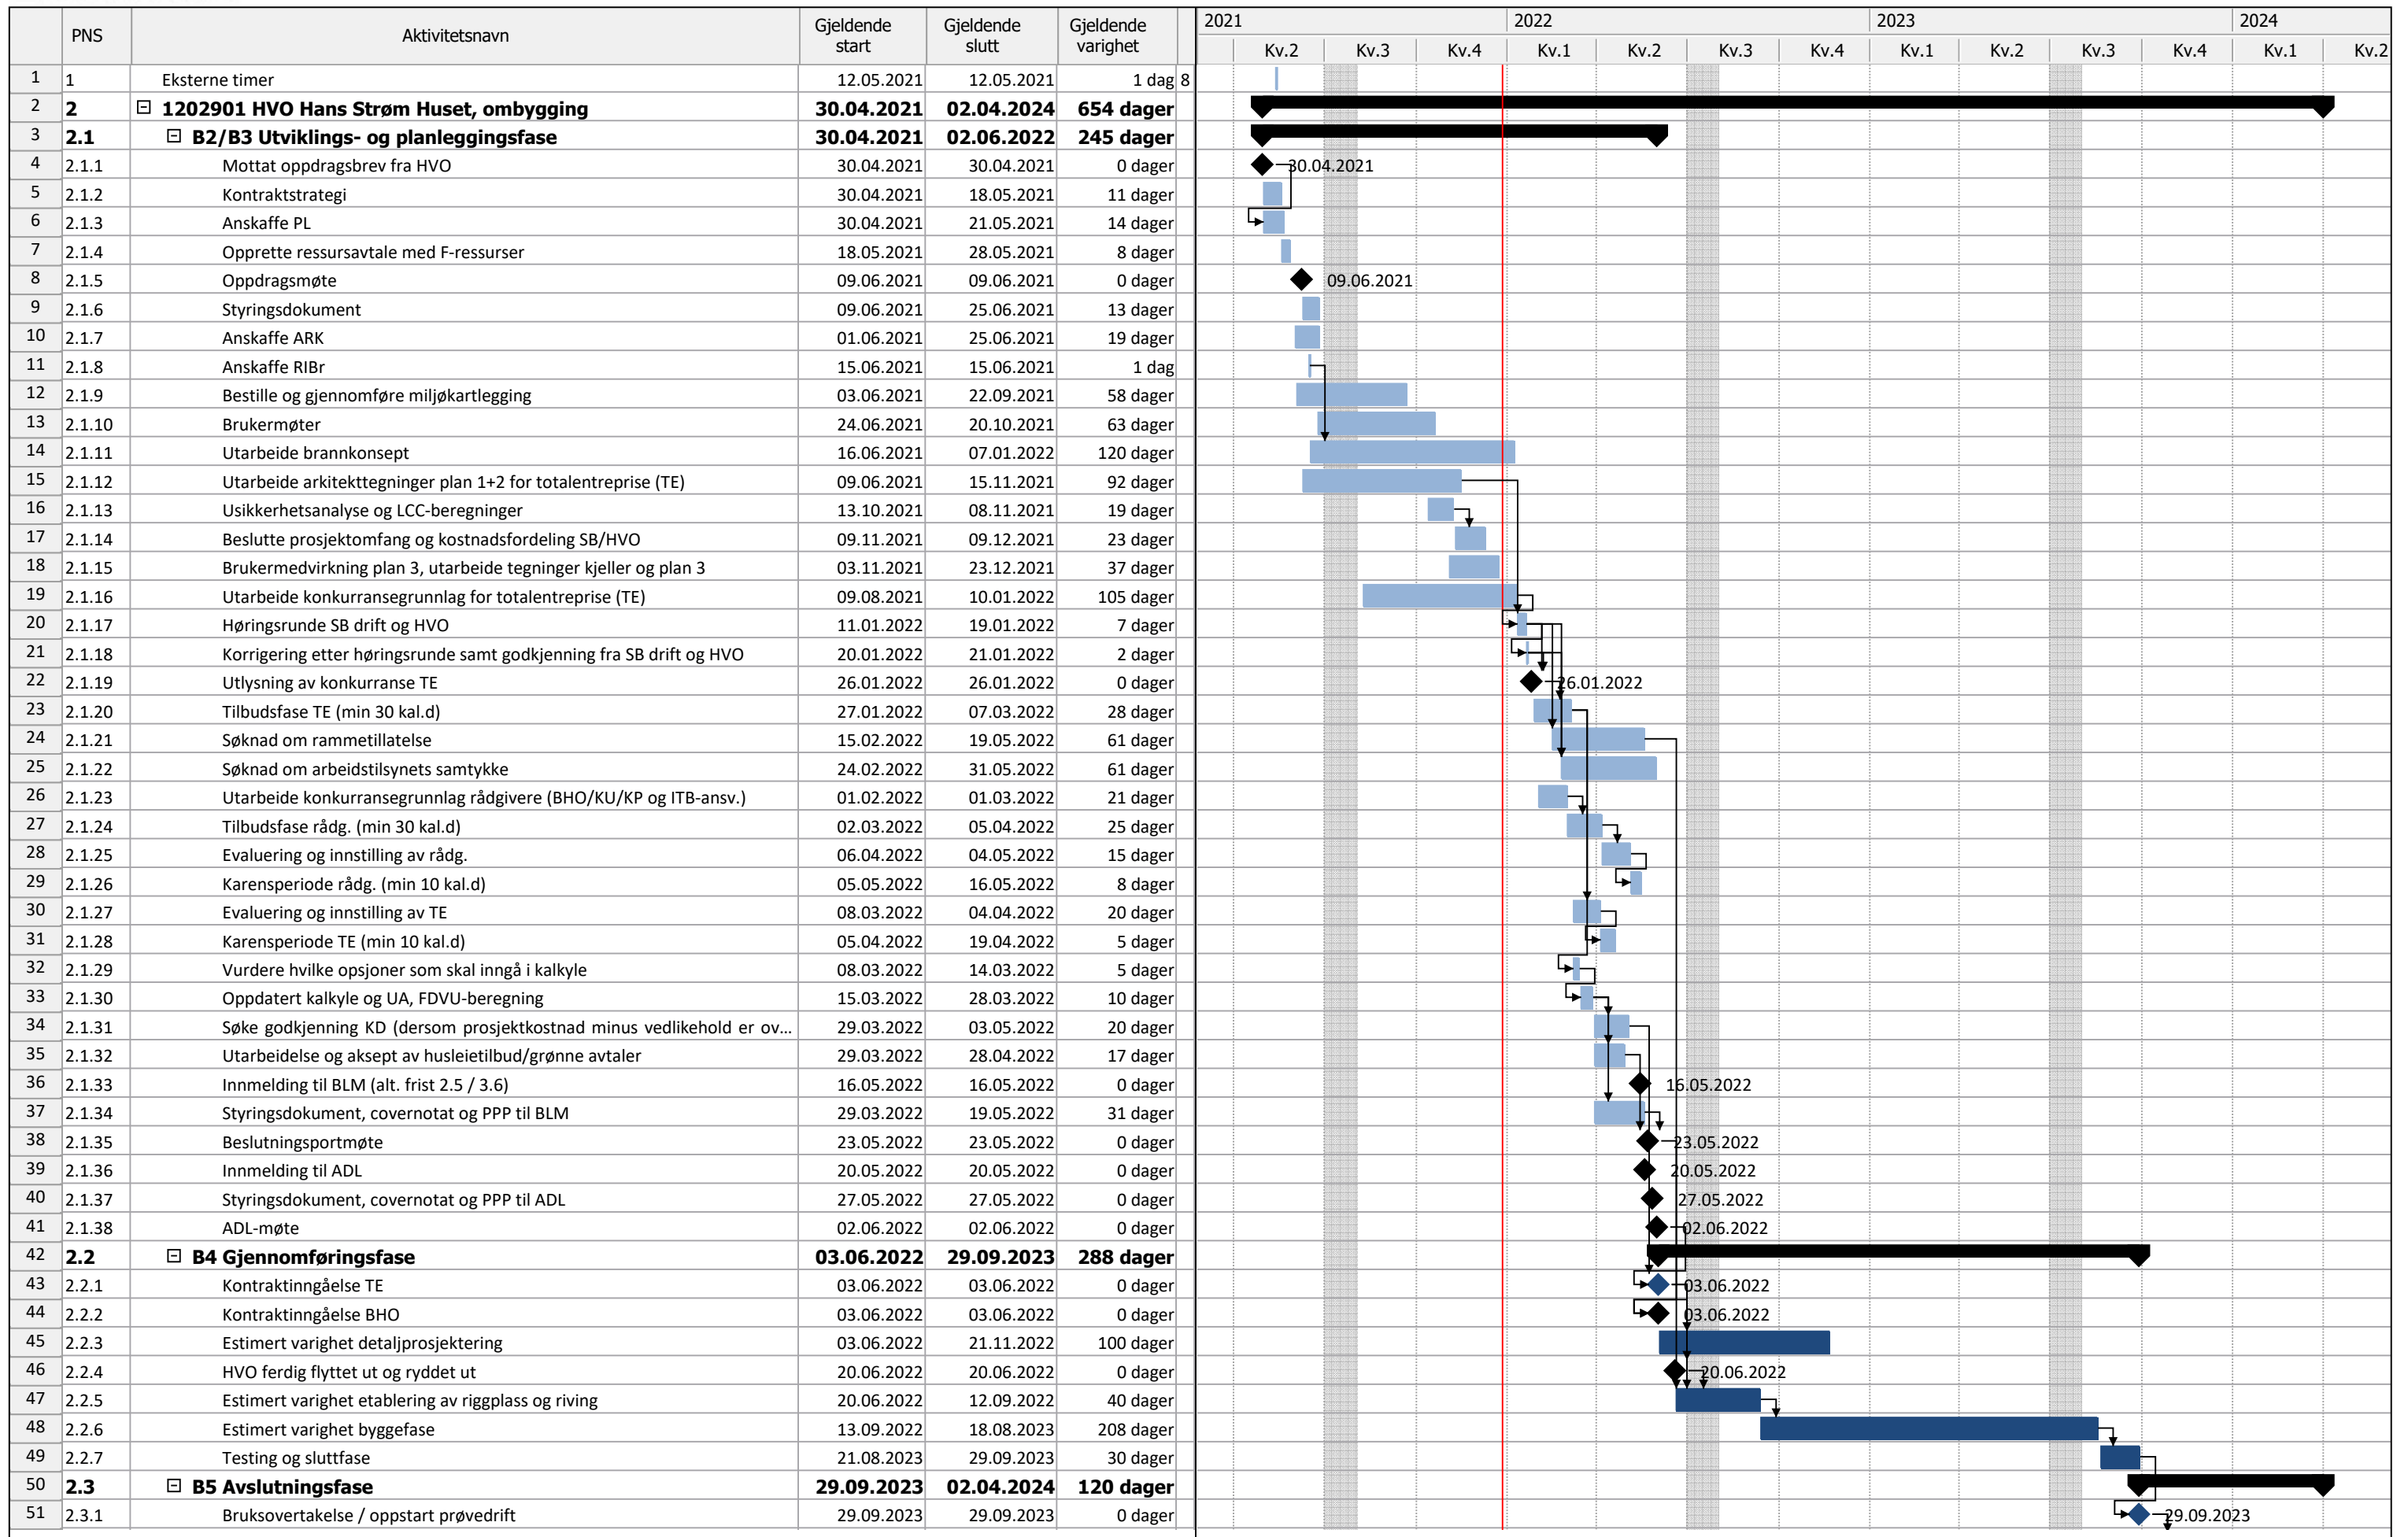 PNS Aktivitetsnavn Gjeldende start Gjeldende slutt Gjeldende varighet 2021 2022 2023 2024
Kv.2 Kv.3 Kv.4 Kv.1 Kv.2 Kv.3 Kv.4 Kv.1 Kv.2 Kv.3 Kv.4 Kv.1 Kv.2
1 1 Eksterne timer 12.05.2021 12.05.2021 1 dag 8
2 2 1202901 HVO Hans Strøm Huset, ombygging 30.04.2021 02.04.2024 654 dager
3 2.1 B2/B3 Utviklings- og planleggingsfase 30.04.2021 02.06.2022 245 dager
4 2.1.1 Mottat oppdragsbrev fra HVO 30.04.2021 30.04.2021 0 dager 30.04.2021
5 2.1.2 Kontraktstrategi 30.04.2021 18.05.2021 11 dager
6 2.1.3 Anskaffe PL 30.04.2021 21.05.2021 14 dager
7 2.1.4 Opprette ressursavtale med F-ressurser 18.05.2021 28.05.2021 8 dager
8 2.1.5 Oppdragsmøte 09.06.2021 09.06.2021 0 dager 09.06.2021
9 2.1.6 Styringsdokument 09.06.2021 25.06.2021 13 dager
10 2.1.7 Anskaffe ARK 01.06.2021 25.06.2021 19 dager
11 2.1.8 Anskaffe RIBr 15.06.2021 15.06.2021 1 dag
12 2.1.9 Bestille og gjennomføre miljøkartlegging 03.06.2021 22.09.2021 58 dager
13 2.1.10 Brukermøter 24.06.2021 20.10.2021 63 dager
14 2.1.11 Utarbeide brannkonsept 16.06.2021 07.01.2022 120 dager
15 2.1.12 Utarbeide arkitekttegninger plan 1+2 for totalentreprise (TE) 09.06.2021 15.11.2021 92 dager
16 2.1.13 Usikkerhetsanalyse og LCC-beregninger 13.10.2021 08.11.2021 19 dager
17 2.1.14 Beslutte prosjektomfang og kostnadsfordeling SB/HVO 09.11.2021 09.12.2021 23 dager
18 2.1.15 Brukermedvirkning plan 3, utarbeide tegninger kjeller og plan 3 03.11.2021 23.12.2021 37 dager
19 2.1.16 Utarbeide konkurransegrunnlag for totalentreprise (TE) 09.08.2021 10.01.2022 105 dager
20 2.1.17 Høringsrunde SB drift og HVO 11.01.2022 19.01.2022 7 dager
21 2.1.18 Korrigering etter høringsrunde samt godkjenning fra SB drift og HVO 20.01.2022 21.01.2022 2 dager
22 2.1.19 Utlysning av konkurranse TE 26.01.2022 26.01.2022 0 dager 26.01.2022
23 2.1.20 Tilbudsfase TE (min 30 kal.d) 27.01.2022 07.03.2022 28 dager
24 2.1.21 Søknad om rammetillatelse 15.02.2022 19.05.2022 61 dager
25 2.1.22 Søknad om arbeidstilsynets samtykke 24.02.2022 31.05.2022 61 dager
26 2.1.23 Utarbeide konkurransegrunnlag rådgivere (BHO/KU/KP og ITB-ansv.) 01.02.2022 01.03.2022 21 dager
27 2.1.24 Tilbudsfase rådg. (min 30 kal.d) 02.03.2022 05.04.2022 25 dager
28 2.1.25 Evaluering og innstilling av rådg. 06.04.2022 04.05.2022 15 dager
29 2.1.26 Karensperiode rådg. (min 10 kal.d) 05.05.2022 16.05.2022 8 dager
30 2.1.27 Evaluering og innstilling av TE 08.03.2022 04.04.2022 20 dager
31 2.1.28 Karensperiode TE (min 10 kal.d) 05.04.2022 19.04.2022 5 dager
32 2.1.29 Vurdere hvilke opsjoner som skal inngå i kalkyle 08.03.2022 14.03.2022 5 dager
33 2.1.30 Oppdatert kalkyle og UA, FDVU-beregning 15.03.2022 28.03.2022 10 dager
34 2.1.31 Søke godkjenning KD (dersom prosjektkostnad minus vedlikehold er ov... 29.03.2022 03.05.2022 20 dager
35 2.1.32 Utarbeidelse og aksept av husleietilbud/grønne avtaler 29.03.2022 28.04.2022 17 dager
36 2.1.33 Innmelding til BLM (alt. frist 2.5 / 3.6) 16.05.2022 16.05.2022 0 dager 16.05.2022
37 2.1.34 Styringsdokument, covernotat og PPP til BLM 29.03.2022 19.05.2022 31 dager
38 2.1.35 Beslutningsportmøte 23.05.2022 23.05.2022 0 dager 23.05.2022
39 2.1.36 Innmelding til ADL 20.05.2022 20.05.2022 0 dager 20.05.2022
40 2.1.37 Styringsdokument, covernotat og PPP til ADL 27.05.2022 27.05.2022 0 dager 27.05.2022
41 2.1.38 ADL-møte 02.06.2022 02.06.2022 0 dager 02.06.2022
42 2.2 B4 Gjennomføringsfase 03.06.2022 29.09.2023 288 dager
43 2.2.1 Kontraktinngåelse TE 03.06.2022 03.06.2022 0 dager 03.06.2022
44 2.2.2 Kontraktinngåelse BHO 03.06.2022 03.06.2022 0 dager 03.06.2022
45 2.2.3 Estimert varighet detaljprosjektering 03.06.2022 21.11.2022 100 dager
46 2.2.4 HVO ferdig flyttet ut og ryddet ut 20.06.2022 20.06.2022 0 dager 20.06.2022
47 2.2.5 Estimert varighet etablering av riggplass og riving 20.06.2022 12.09.2022 40 dager
48 2.2.6 Estimert varighet byggefase 13.09.2022 18.08.2023 208 dager
49 2.2.7 Testing og sluttfase 21.08.2023 29.09.2023 30 dager
50 2.3 B5 Avslutningsfase 29.09.2023 02.04.2024 120 dager
51 2.3.1 Bruksovertakelse / oppstart prøvedrift 29.09.2023 29.09.2023 0 dager 29.09.2023